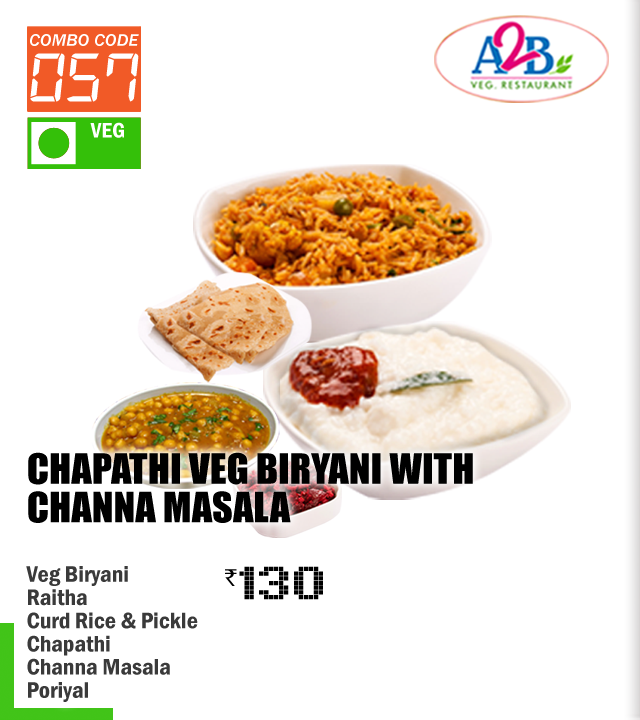 COMBO CODE
057
VEG
A2B
VEG. RESTAURANT
CHAPATHI VEG BIRYANI WITH
CHANNA MASALA
Veg Biryani
Raitha
Curd Rice & Pickle
Chapathi
Channa Masala
Poriyal
₹130